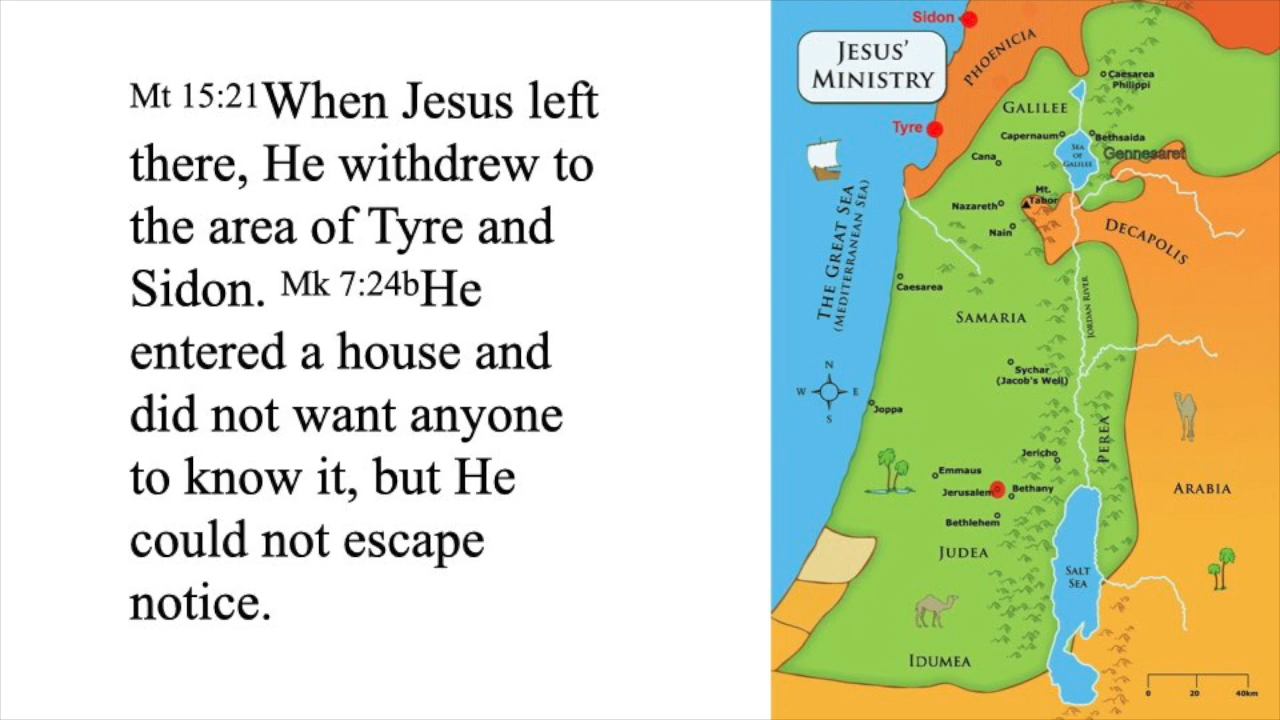 Mt 15:21When Jesus left
there, He withdrew to
the area of Tyre and
Sidon. Mk 7:24bHe
entered a house and
did not want anyone
to know it, but He
could not escape
notice.
JESUS'
MINISTRY
Sidon
PHOENICIA
Tyre
GALILEE
Caesarea
Philippi
Capernaum
Bethsaida
SEA
OF
GALILEE
Gennesaret
Cana
Mt.
Tabor
Nazareth
Nain
DECAPOLIS
THE GREAT SEA
(MEDITERRANEAN SEA)
Caesarea
SAMARIA
JORDAN RIVER
N
W E
S
Sychar
(Jacob's Well)
Joppa
PEREA
Jericho
Emmaus
Jerusalem
Bethany
ARABIA
Bethlehem
JUDEA
SALT
SEA
IDUMEA
0 20 40km